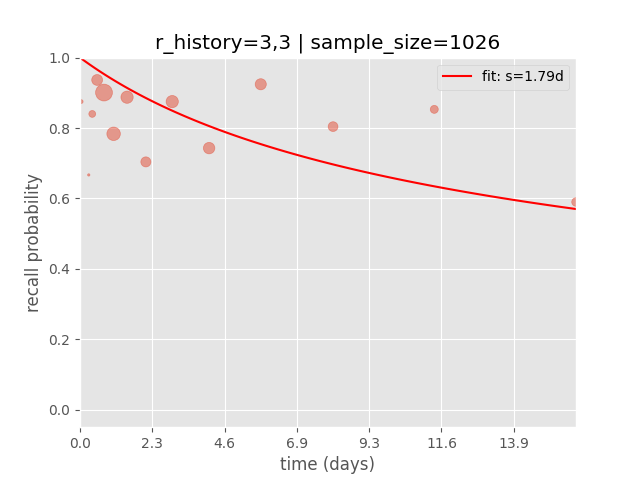 r_history=3,3 | sample_size=1026
fit: s=1.79d
recall probability
1.0
0.8
0.6
0.4
0.2
0.0
0.0 2.3 4.6 6.9 9.3 11.6 13.9
time (days)